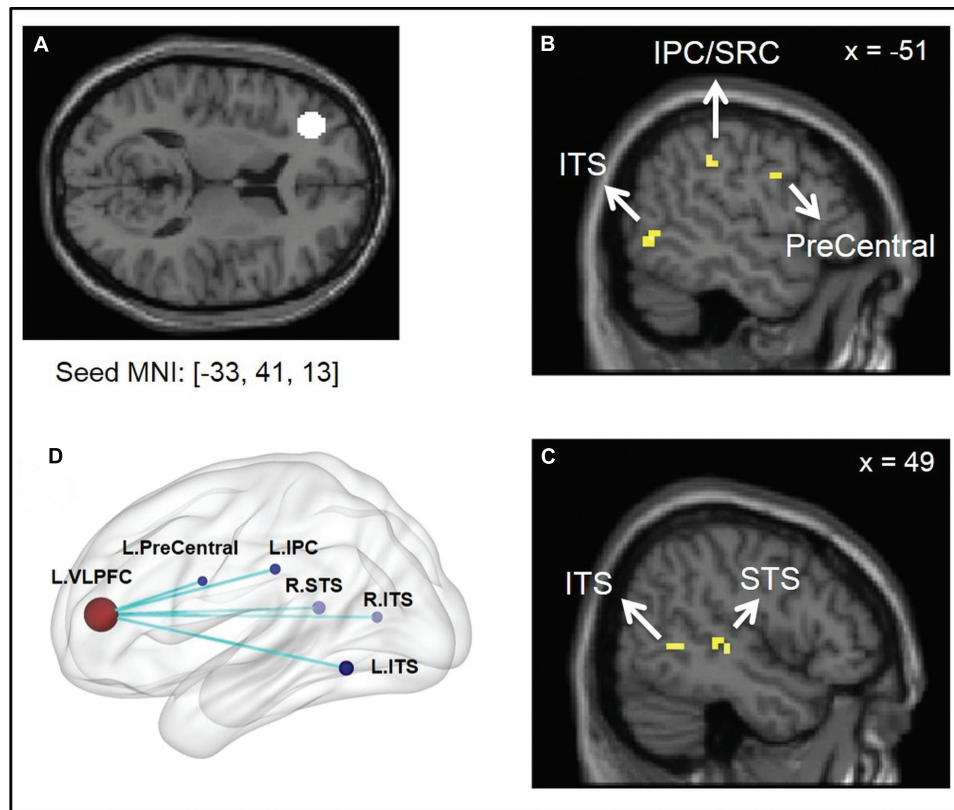 A
Seed MNI: [-33, 41, 13]
B
IPC/SRC
x = -51
ITS
PreCentral
D
L.PreCentral
L.IPC
L.VLPFC
R.STS
R.ITS
L.ITS
C
x = 49
ITS
STS